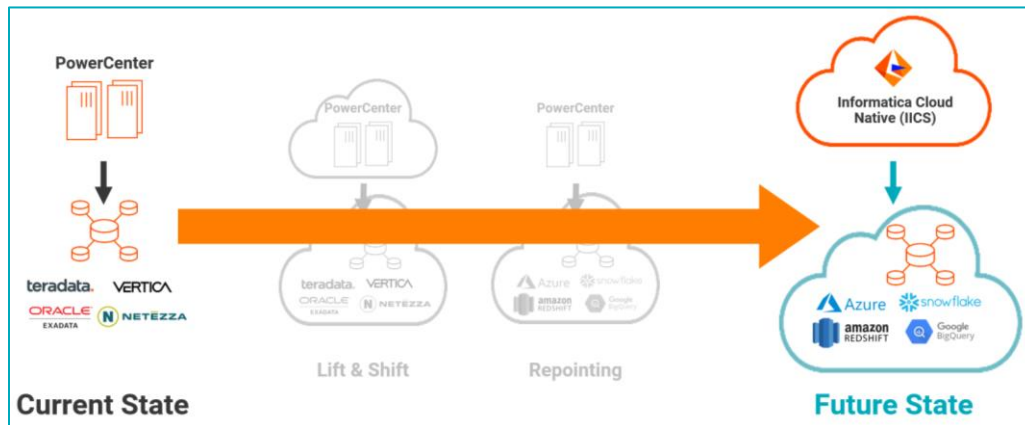 PowerCenter
teradata.
VERTICA
ORACLE
EXADATA
N NETEZZA
Current State
PowerCenter
teradata.
VERTICA
ORACLE
EXADATA
N NETEZZA
Lift & Shift
PowerCenter
Azure
snowflake
amazon
REDSHIFT
Google
BigQuery
Repointing
Informatica Cloud
Native (IICS)
Azure
snowflake
amazon
REDSHIFT
Google
BigQuery
Future State